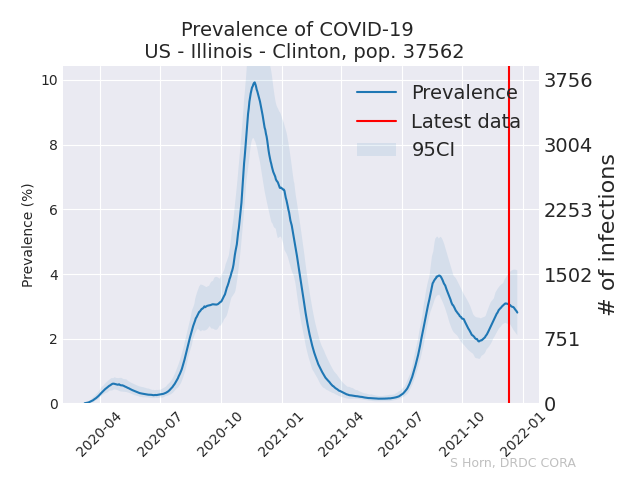 Prevalence of COVID-19
US - Illinois - Clinton, pop. 37562
Prevalence
Latest data
95CI
10
8
6
4
2
0
Prevalence (%)
3756
3004
2253
1502
751
0
# of infections
2020-04
2020-07
2020-10
2021-01
2021-04
2021-07
2021-10
2022-01
S Horn, DRDC CORA